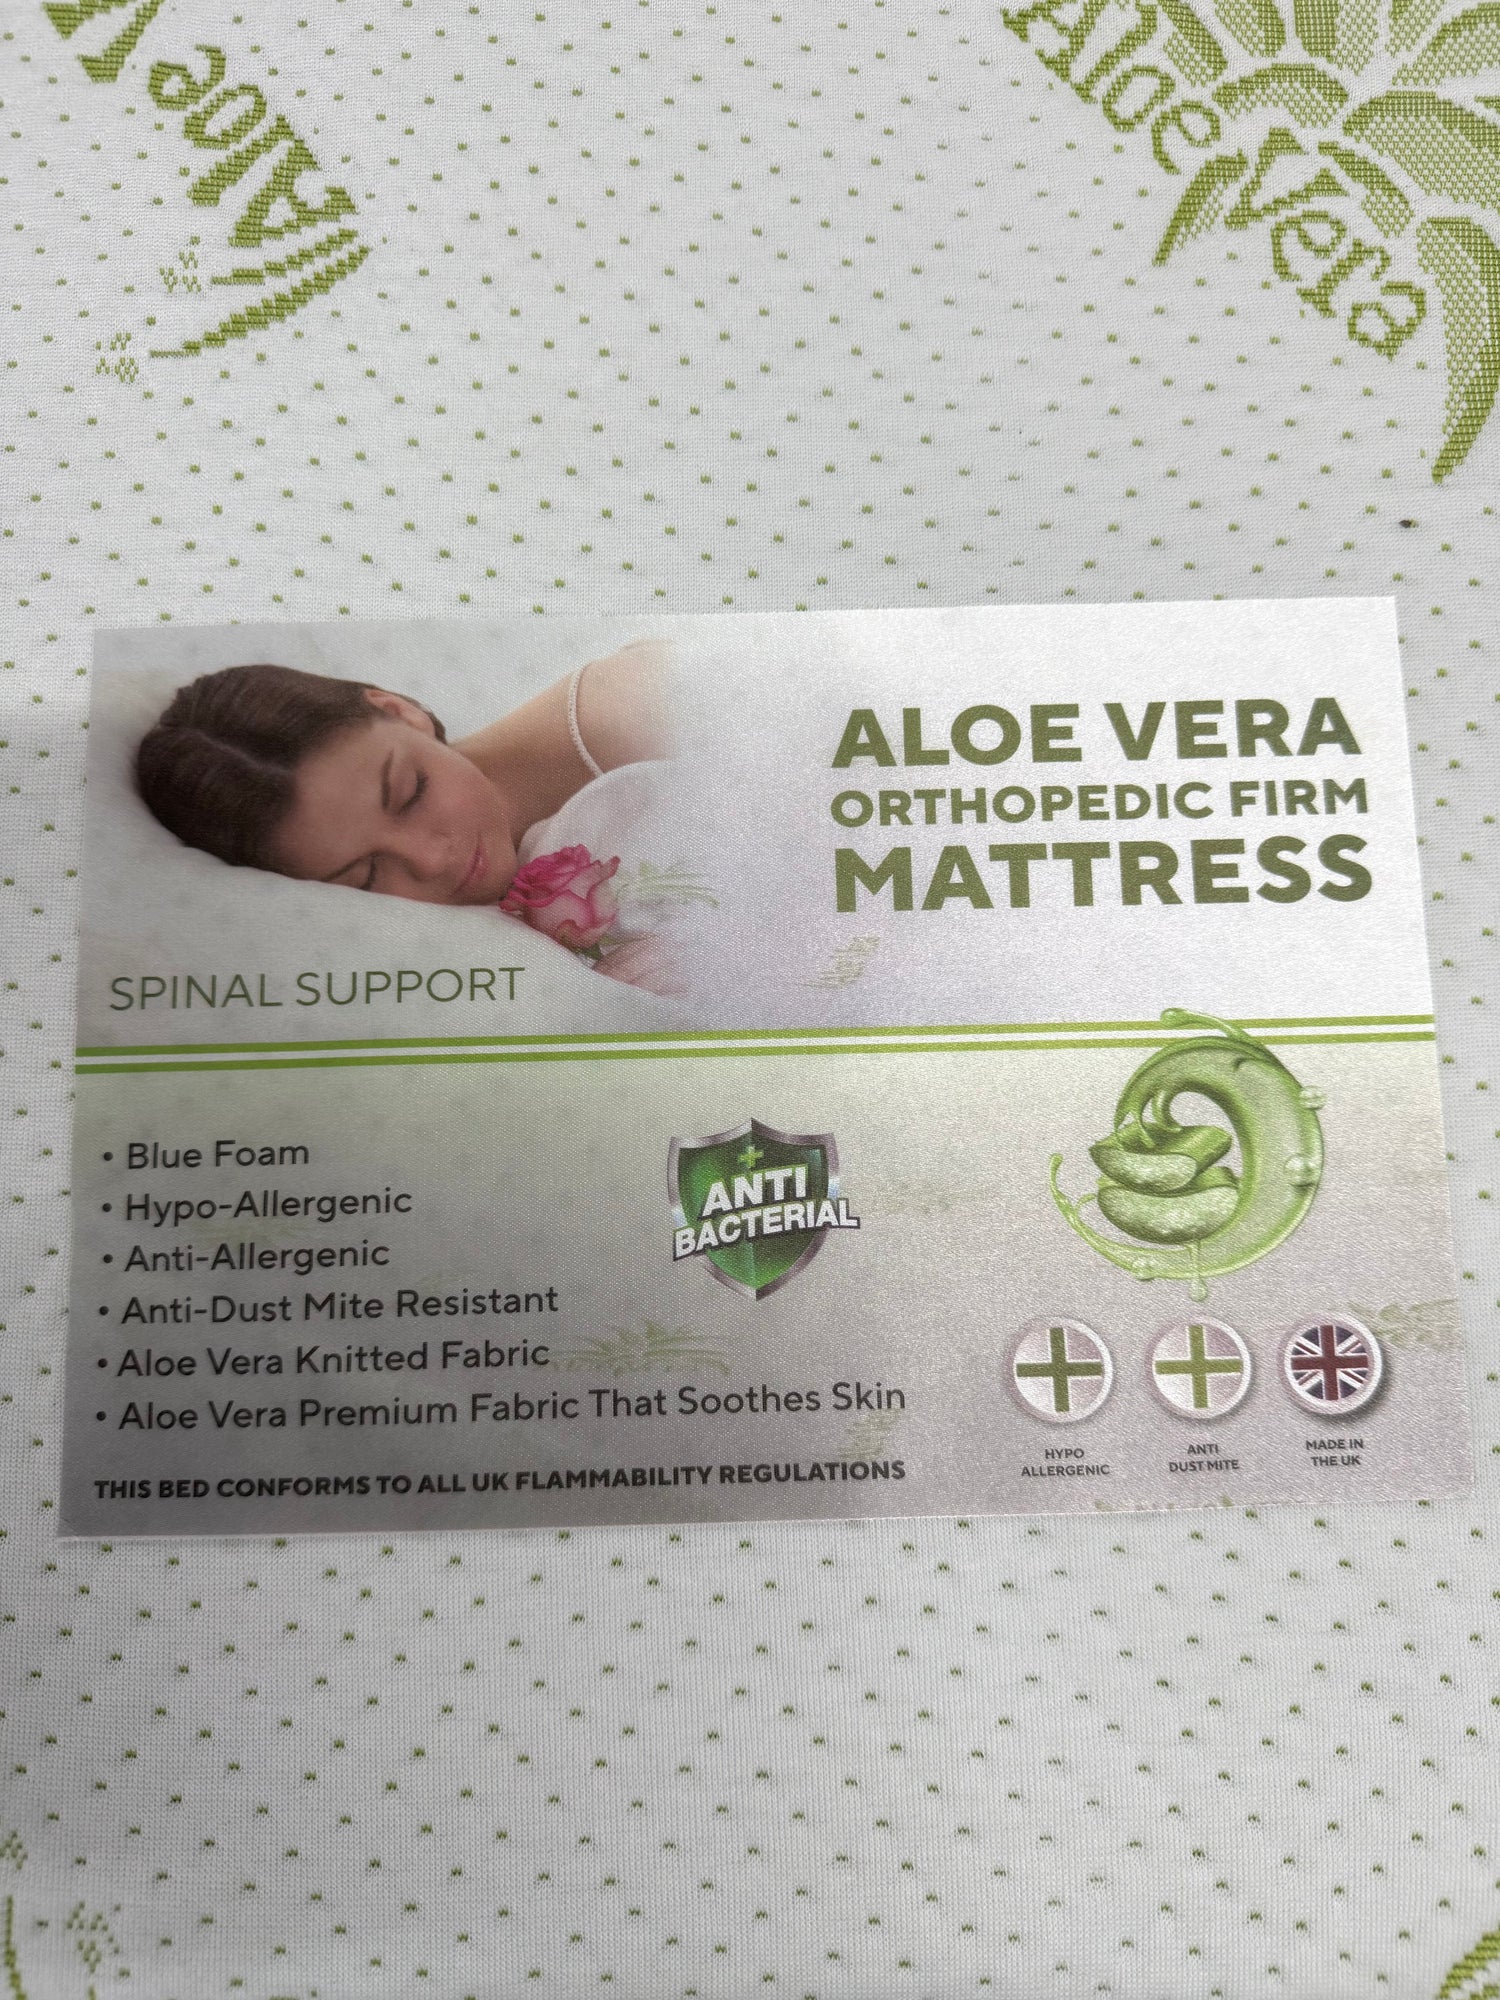 Aloe V
Aloe Vera
ALOE VERA
ORTHOPEDIC FIRM
MATTRESS
SPINAL SUPPORT
• Blue Foam
• Hypo-Allergenic
• Anti-Allergenic
• Anti-Dust Mite Resistant
• Aloe Vera Knitted Fabric
• Aloe Vera Premium Fabric That Soothes Skin
THIS BED CONFORMS TO ALL UK FLAMMABILITY REGULATIONS
ANTI
BACTERIAL
HYPO
ALLERGENIC
ANTI
DUST MITE
MADE IN
THE UK